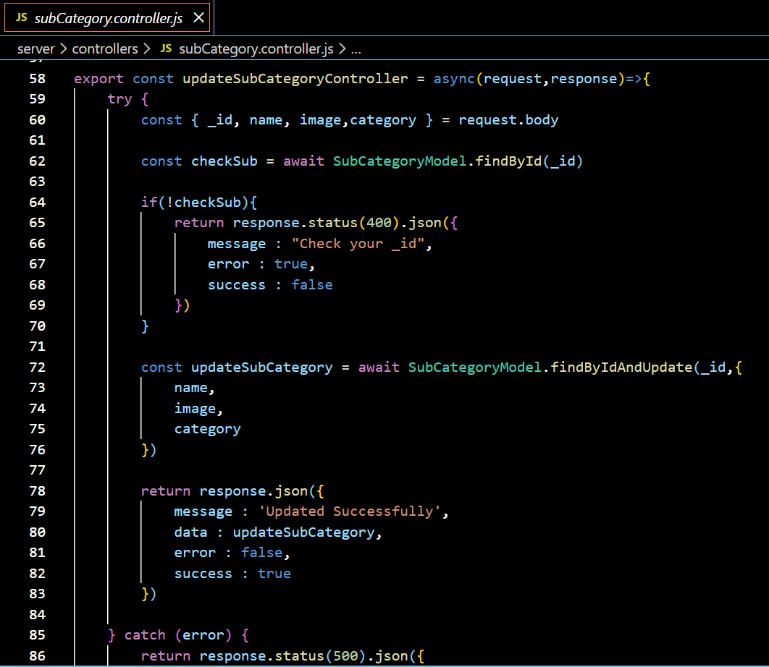 JS subCategory.controller.js ×
server > controllers > JS subCategory.controller.js > ...
58 export const updateSubCategoryController = async(request,response)=>{
59     try {
60         const { _id, name, image,category } = request.body
61
62         const checkSub = await SubCategoryModel.findById(_id)
63
64         if(!checkSub){
65             return response.status(400).json({
66                 message : "Check your _id",
67                 error : true,
68                 success : false
69             })
70         }
71
72         const updateSubCategory = await SubCategoryModel.findByIdAndUpdate(_id,{
73             name,
74             image,
75             category
76         })
77
78         return response.json({
79             message : 'Updated Successfully',
80             data : updateSubCategory,
81             error : false,
82             success : true
83         })
84
85     } catch (error) {
86         return response.status(500).json({